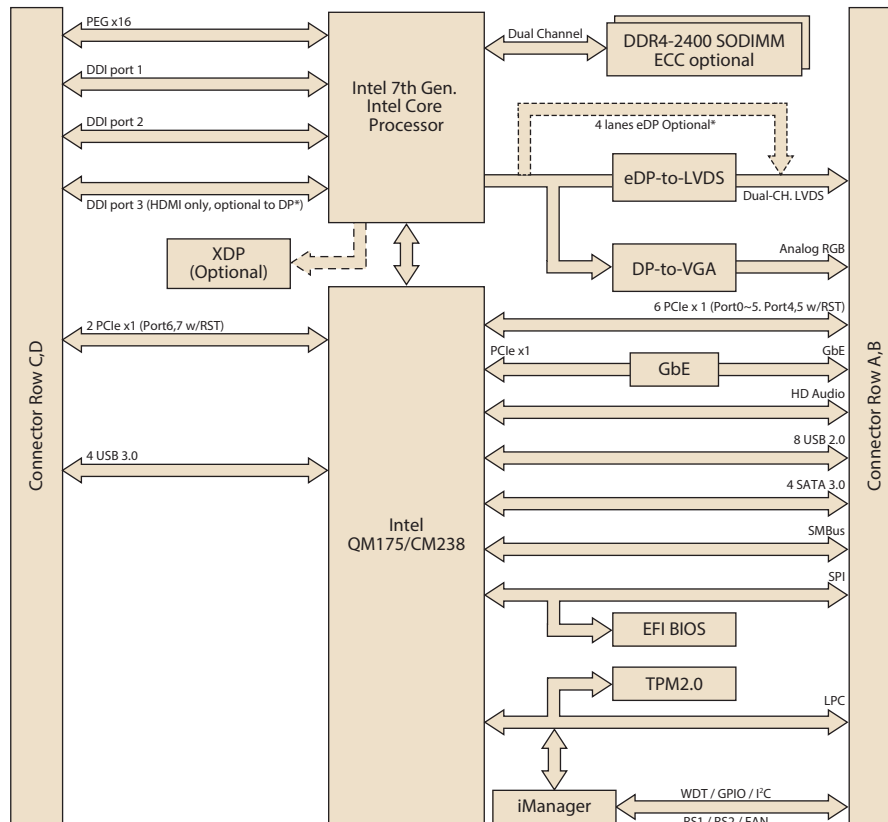 PEG x16
DDI port 1
DDI port 2
DDI port 3 (HDMI only, optional to DP*)
Intel 7th Gen.
Intel Core
Processor
Dual Channel
DDR4-2400 SODIMM
ECC optional
4 lanes eDP Optional*
eDP-to-LVDS
Dual-CH. LVDS
DP-to-VGA
Analog RGB
XDP
(Optional)
Connector Row C,D
2 PCIe x1 (Port6,7 w/RST)
4 USB 3.0
Intel
QM175/CM238
6 PCIe x 1 (Port0~5. Port4,5 w/RST)
PCIe x1
GbE
GbE
HD Audio
8 USB 2.0
4 SATA 3.0
SMBus
SPI
EFI BIOS
TPM2.0
LPC
iManager
WDT / GPIO / I²C
Connector Row A,B